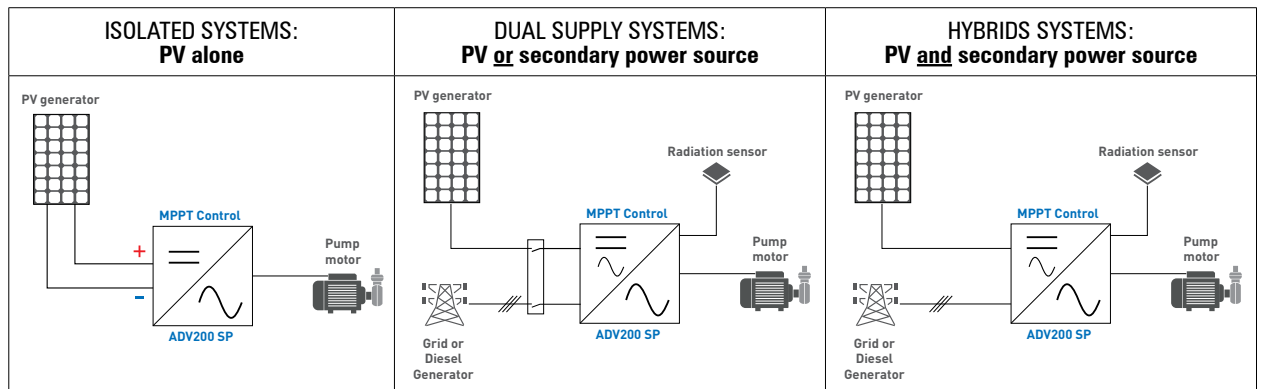 ISOLATED SYSTEMS:
PV alone
PV generator
MPPT Control
+
-
Pump
motor
ADV200 SP
DUAL SUPPLY SYSTEMS:
PV or secondary power source
PV generator
Radiation sensor
MPPT Control
Pump
motor
ADV200 SP
Grid or
Diesel
Generator
HYBRIDS SYSTEMS:
PV and secondary power source
PV generator
Radiation sensor
MPPT Control
Pump
motor
ADV200 SP
Grid or
Diesel
Generator